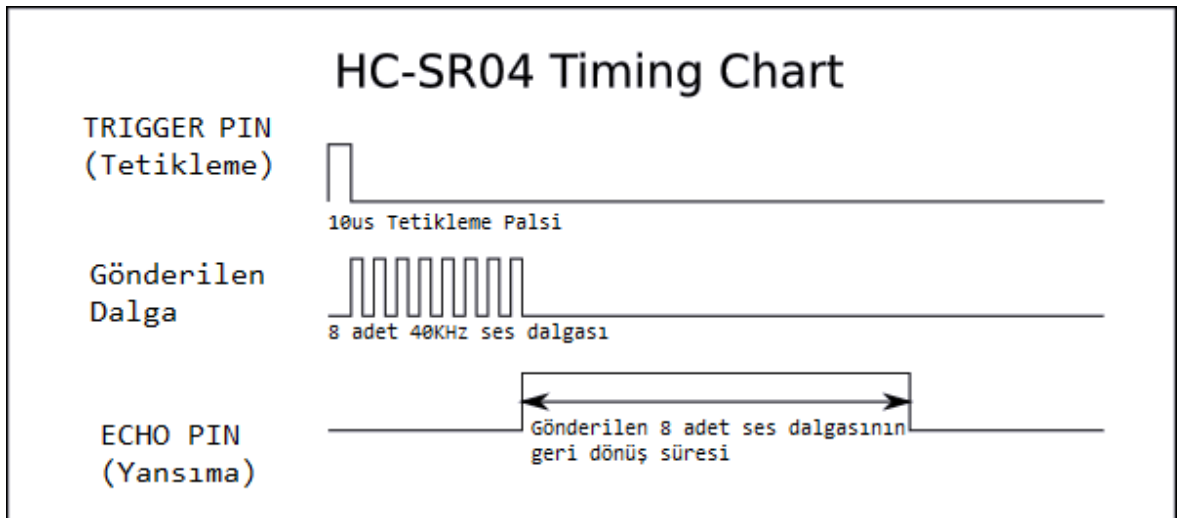 HC-SR04 Timing Chart
TRIGGER PIN
(Tetikleme)
10us Tetikleme Palsi
Gönderilen
Dalga
8 adet 40KHz ses dalgası
ECHO PIN
(Yansıma)
Gönderilen 8 adet ses dalgasının
geri dönüş süresi